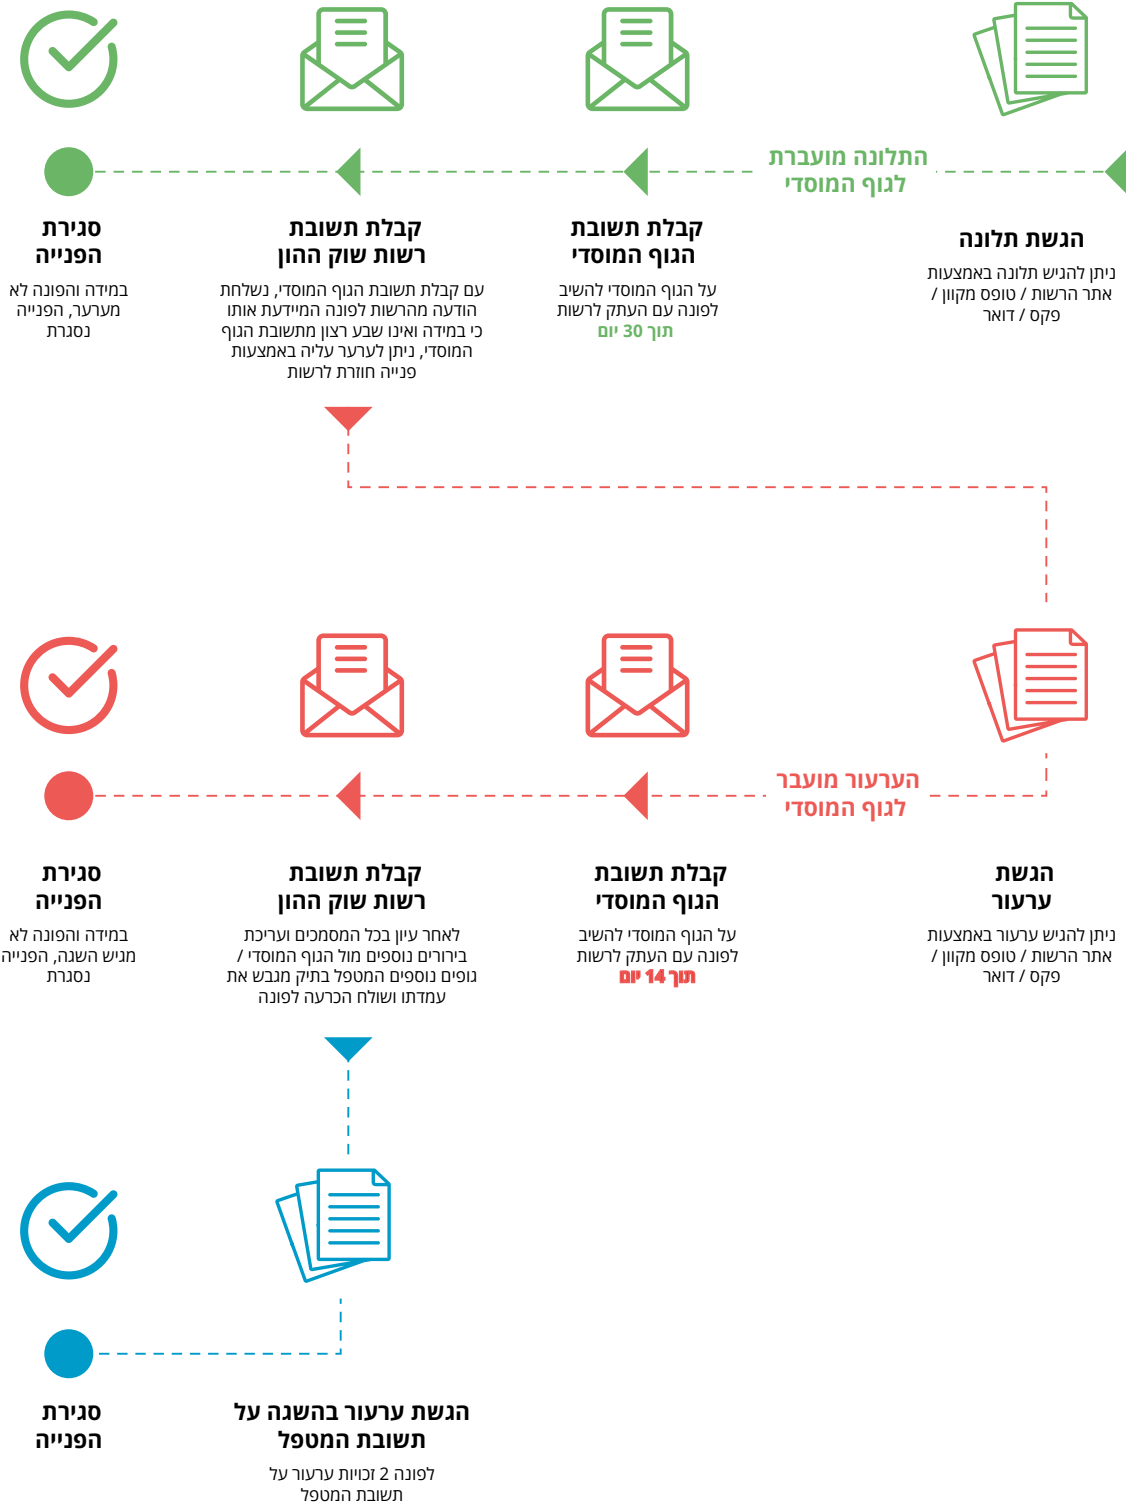 התלונה מועברת
לגוף המוסדי
הגשת תלונה
ניתן להגיש תלונה באמצעות
אתר הרשות / טופס מקוון /
פקס / דואר
קבלת תשובת
הגוף המוסדי
על הגוף המוסדי להשיב
לפונה עם העתק לרשות
תוך 30 יום
קבלת תשובת
רשות שוק ההון
עם קבלת תשובת הגוף המוסדי, נשלחת
הודעה מהרשות לפונה המיידעת אותו
כי במידה ואינו שבע רצון מתשובת הגוף
המוסדי, ניתן לערער עליה באמצעות
פנייה חוזרת לרשות
סגירת
הפנייה
במידה והפונה לא
מערער, הפנייה
נסגרת
הערעור מועבר
לגוף המוסדי
הגשת
ערעור
ניתן להגיש ערעור באמצעות
אתר הרשות / טופס מקוון /
פקס / דואר
קבלת תשובת
הגוף המוסדי
על הגוף המוסדי להשיב
לפונה עם העתק לרשות
תוך 14 יום
קבלת תשובת
רשות שוק ההון
לאחר עיון בכל המסמכים ועריכת
בירורים נוספים מול הגוף המוסדי /
גופים נוספים המטפל בתיק מגבש את
עמדתו ושולח הכרעה לפונה
סגירת
הפנייה
במידה והפונה לא
מגיש השגה, הפנייה
נסגרת
הגשת ערעור בהשגה על
תשובת המטפל
לפונה 2 זכויות ערעור על
תשובת המטפל
סגירת
הפנייה